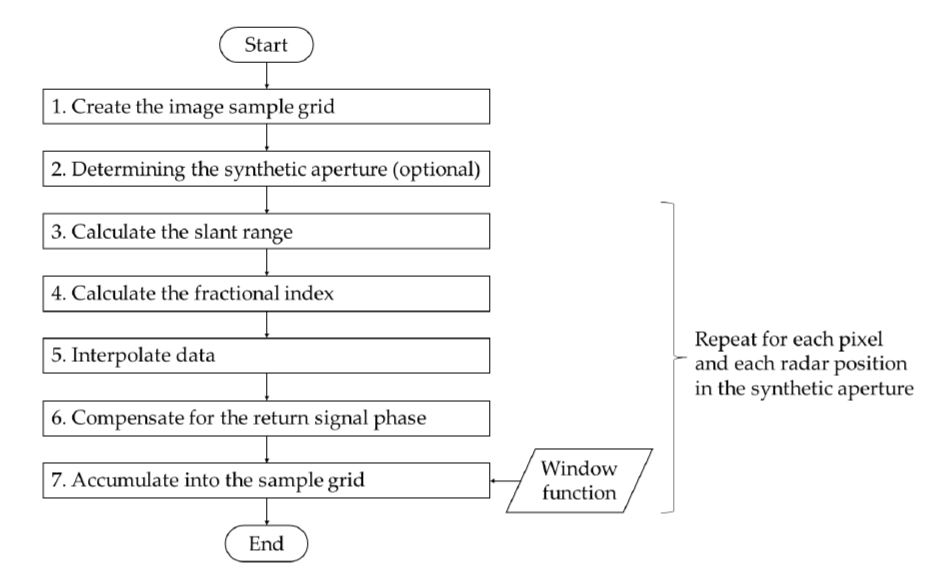 Start
1. Create the image sample grid
2. Determining the synthetic aperture (optional)
3. Calculate the slant range
4. Calculate the fractional index
5. Interpolate data
6. Compensate for the return signal phase
7. Accumulate into the sample grid
Window
function
End
Repeat for each pixel
and each radar position
in the synthetic aperture